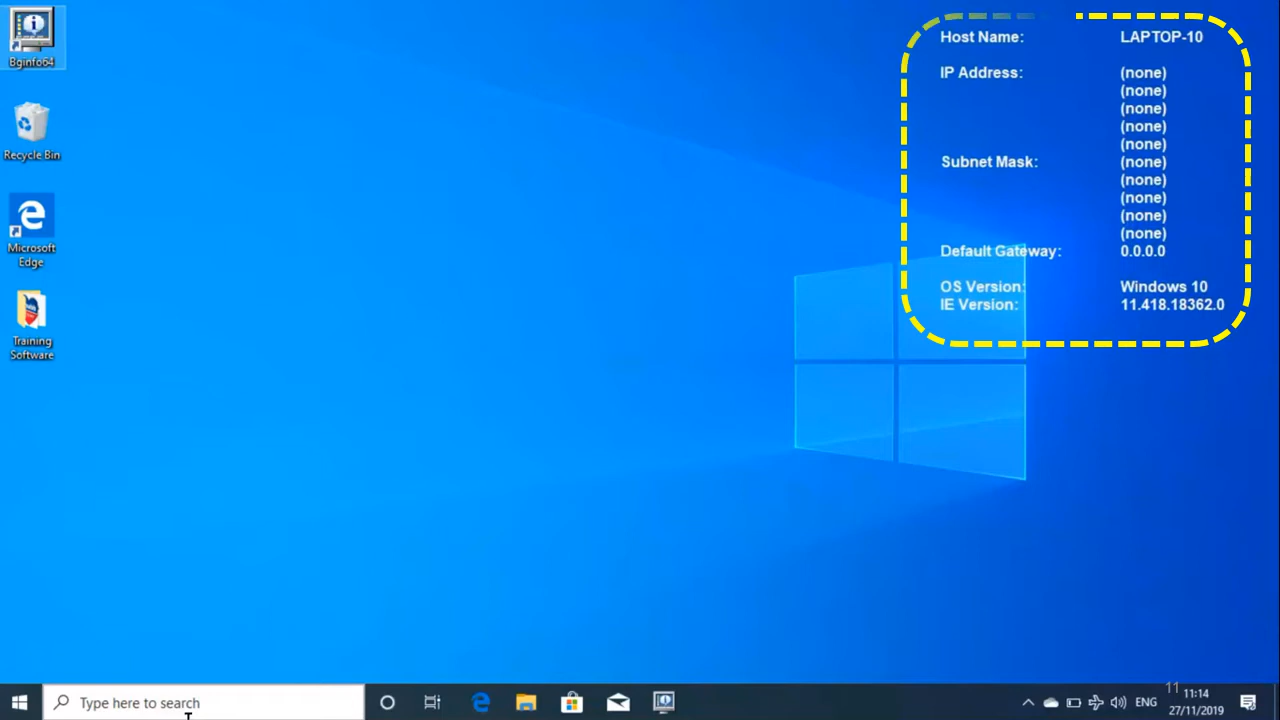 Bginfo64
Recycle Bin
Microsoft
Edge
Training
Software
Host Name: LAPTOP-10
IP Address: (none)
(none)
(none)
(none)
(none)
Subnet Mask: (none)
(none)
(none)
(none)
(none)
Default Gateway: 0.0.0.0
OS Version: Windows 10
IE Version: 11.418.18362.0
Type here to search
ENG
11
11:14
27/11/2019